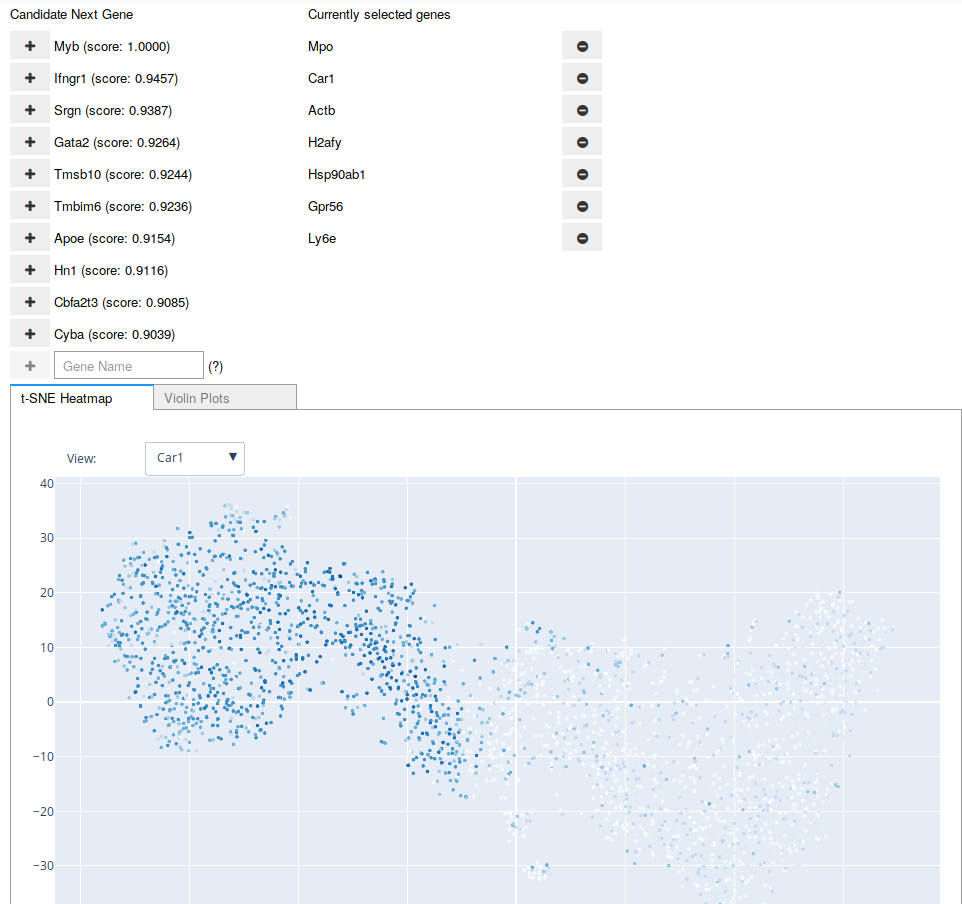 Candidate Next Gene Currently selected genes
Myb (score: 1.0000) Mpo
Ifngr1 (score: 0.9457) Car1
Srgn (score: 0.9387) Actb
Gata2 (score: 0.9264) H2afy
Tmsb10 (score: 0.9244) Hsp90ab1
Tmbim6 (score: 0.9236) Gpr56
Apoe (score: 0.9154) Ly6e
Hn1 (score: 0.9116)
Cbfa2t3 (score: 0.9085)
Cyba (score: 0.9039)
Gene Name (?)
t-SNE Heatmap Violin Plots
View: Car1
40
30
20
10
0
−10
−20
−30